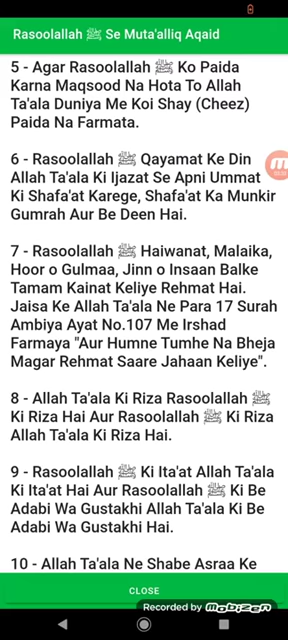 Rasoolallah ﷺ Se Muta'alliq Aqaid
5 - Agar Rasoolallah ﷺ Ko Paida
Karna Maqsood Na Hota To Allah
Ta'ala Duniya Me Koi Shay (Cheez)
Paida Na Farmata.
6 - Rasoolallah ﷺ Qayamat Ke Din
Allah Ta'ala Ki Ijazat Se Apni Ummat
Ki Shafa'at Karege, Shafa'at Ka Munkir
Gumrah Aur Be Deen Hai.
7 - Rasoolallah ﷺ Haiwanat, Malaika,
Hoor o Gulmaa, Jinn o Insaan Balke
Tamam Kainat Keliye Rehmat Hai.
Jaisa Ke Allah Ta'ala Ne Para 17 Surah
Ambiya Ayat No.107 Me Irshad
Farmaya "Aur Humne Tumhe Na Bheja
Magar Rehmat Saare Jahaan Keliye".
8 - Allah Ta'ala Ki Riza Rasoolallah ﷺ
Ki Riza Hai Aur Rasoolallah ﷺ Ki Riza
Allah Ta'ala Ki Riza Hai.
9 - Rasoolallah ﷺ Ki Ita'at Allah Ta'ala
Ki Ita'at Hai Aur Rasoolallah ﷺ Ki Be
Adabi Wa Gustakhi Allah Ta'ala Ki Be
Adabi Wa Gustakhi Hai.
10 - Allah Ta'ala Ne Shabe Asraa Ke
CLOSE
Recorded by mobizen